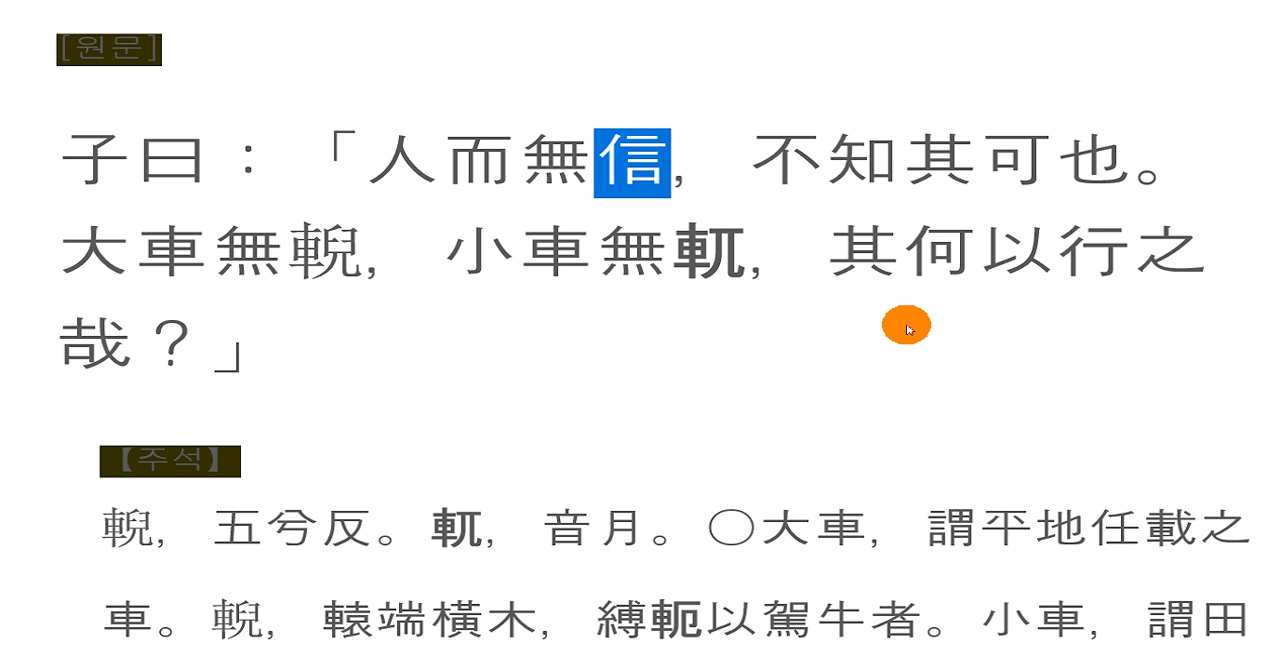 [원문]
子曰：「人而無信, 不知其可也。
大車無輗, 小車無軏, 其何以行之
哉？」
【주석】
輗, 五兮反。軏, 音月。○大車, 謂平地任載之
車。輗, 轅端橫木, 縛軛以駕牛者。小車, 謂田